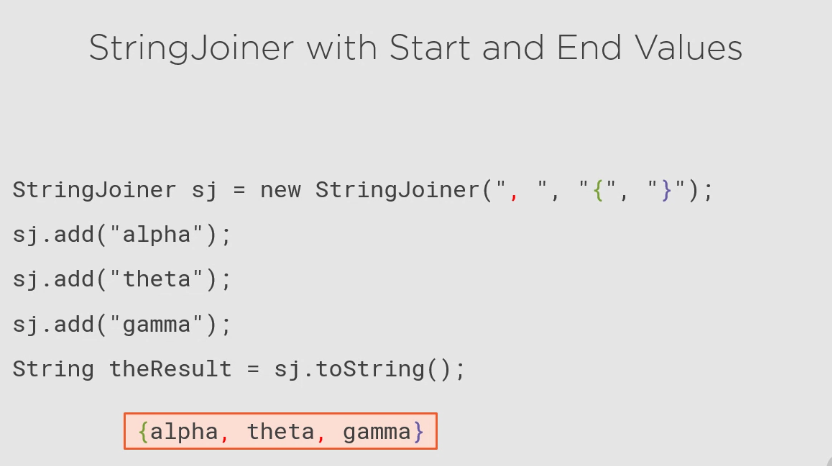 StringJoiner with Start and End Values
StringJoiner sj = new StringJoiner(", ", "{", "}");
sj.add("alpha");
sj.add("theta");
sj.add("gamma");
String theResult = sj.toString();
{alpha, theta, gamma}